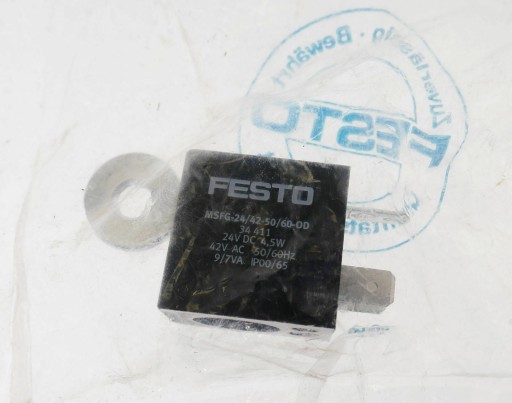 Zuverlässig · Bewährt
FESTO
FESTO
MSFG-24/42-50/60-OD
34 411
24V DC 4,5W
42V AC 50/60Hz
9/7VA IP00/65